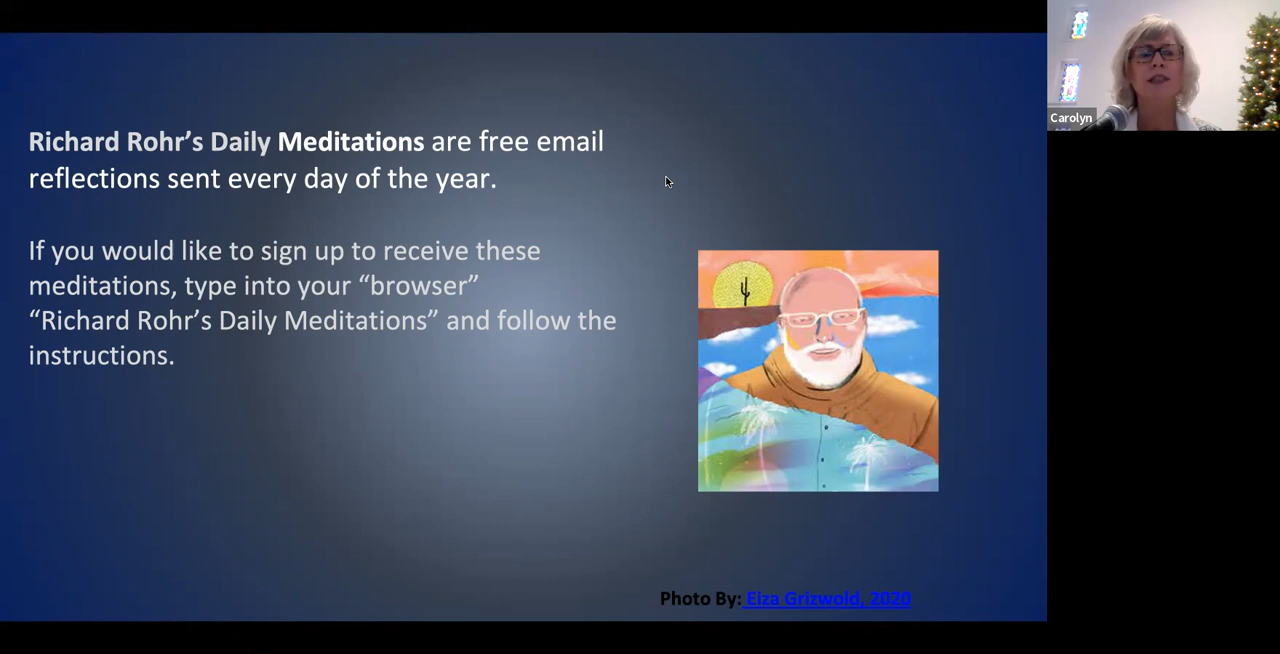 Richard Rohr’s Daily Meditations are free email
reflections sent every day of the year.
If you would like to sign up to receive these
meditations, type into your “browser”
“Richard Rohr’s Daily Meditations” and follow the
instructions.
Photo By: Eiza Grizwold, 2020
Carolyn